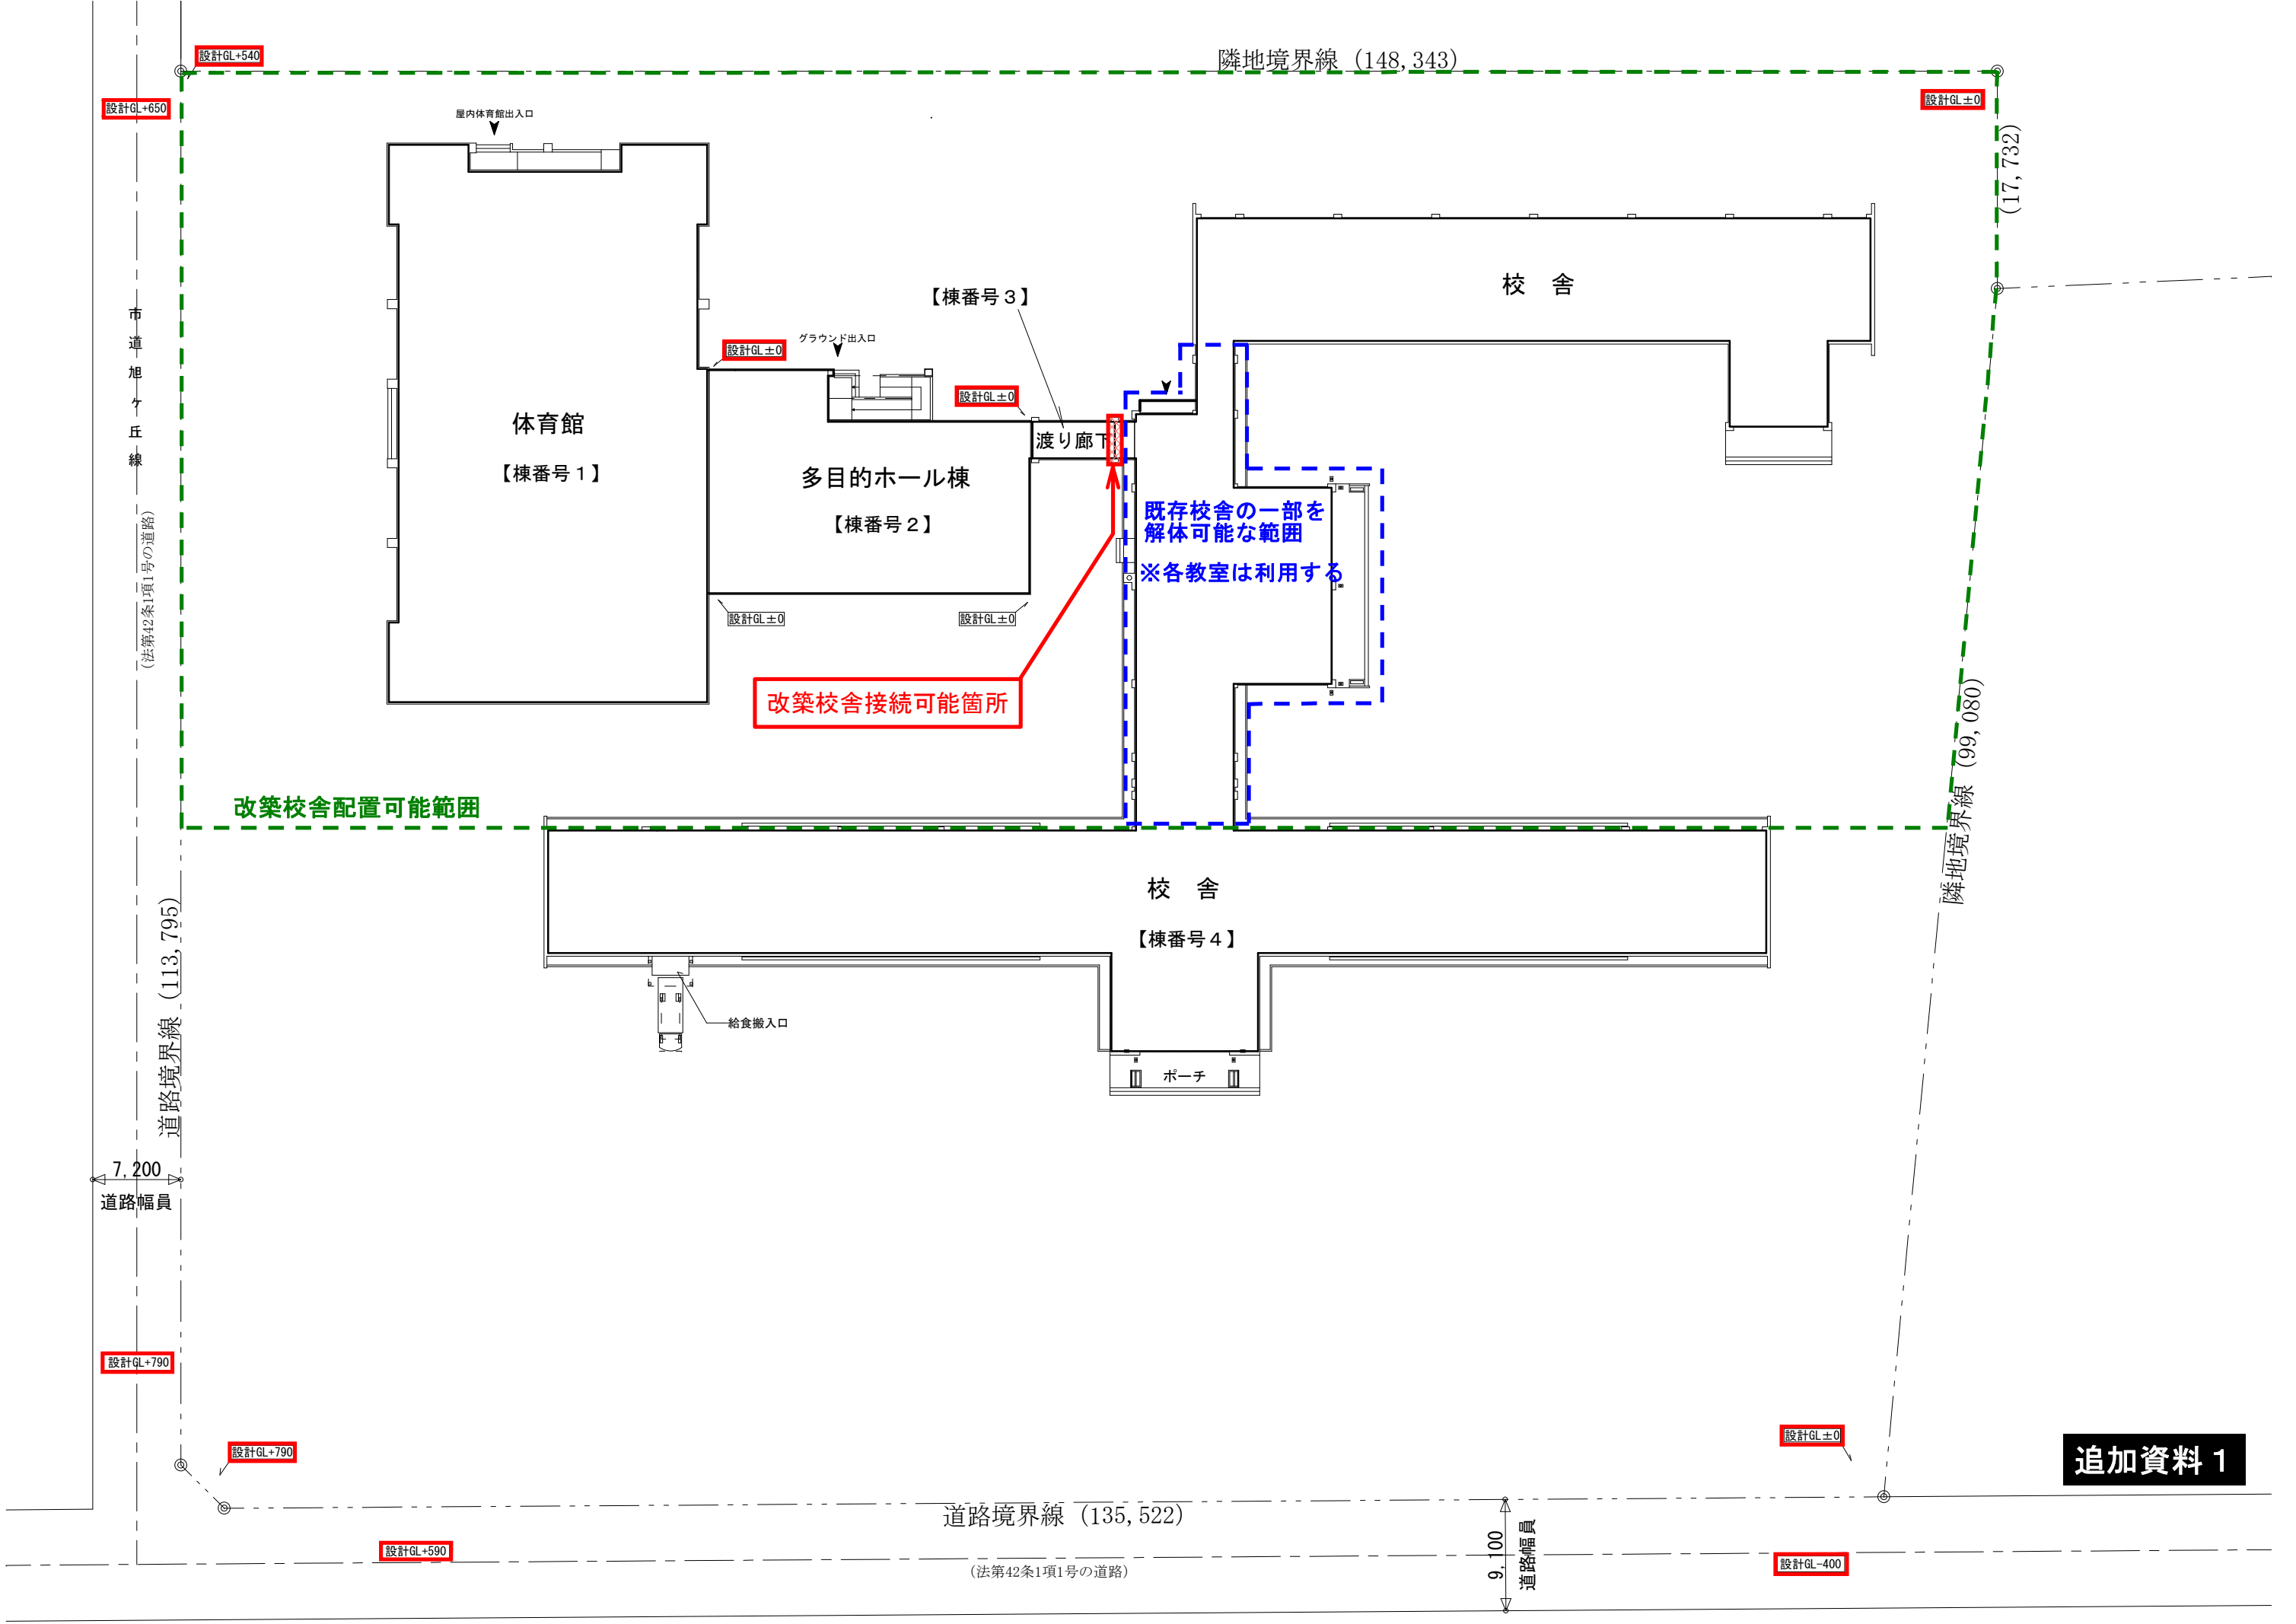 設計GL+540
隣地境界線 (148,343)
設計GL±0
設計GL+650
屋内体育館出入口
(17,732)
校　舎
【棟番号３】
市道旭ヶ丘線
グラウンド出入口
設計GL±0
設計GL±0
体育館
【棟番号１】
渡り廊下
多目的ホール棟
【棟番号２】
既存校舎の一部を
解体可能な範囲
※各教室は利用する
(法第42条1項1号の道路)
設計GL±0
設計GL±0
改築校舎接続可能箇所
改築校舎配置可能範囲
隣地境界線 (99,080)
校　舎
【棟番号４】
道路境界線 (113,795)
給食搬入口
ポーチ
7,200
道路幅員
設計GL+790
設計GL+790
設計GL±0
追加資料１
道路境界線 (135,522)
9,100
道路幅員
設計GL+590
(法第42条1項1号の道路)
設計GL-400